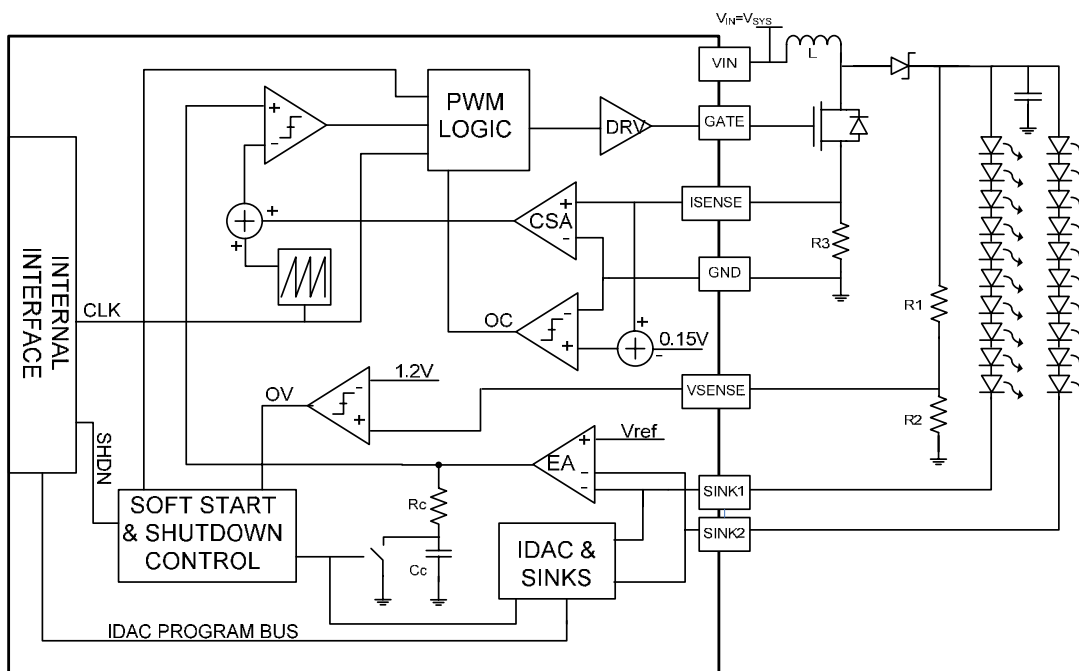 VIN=VSYS
VIN
L
PWM
LOGIC
DRV
GATE
+
-
ISENSE
+
CSA
-
+
+
R3
GND
INTERNAL
INTERFACE
CLK
OC
-
+
+
-
0.15V
R1
1.2V
OV
-
+
VSENSE
R2
Vref
SHDN
EA
+
-
-
SINK1
SOFT START
& SHUTDOWN
CONTROL
Rc
Cc
IDAC &
SINKS
SINK2
IDAC PROGRAM BUS